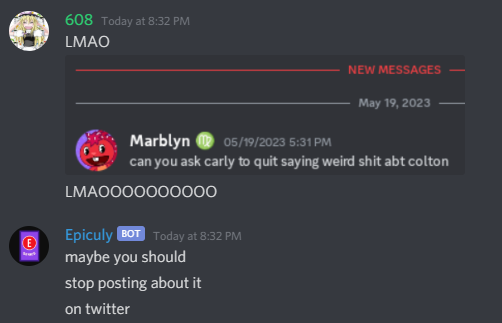 608 Today at 8:32 PM
LMAO
NEW MESSAGES
May 19, 2023
Marblyn ♍ 05/19/2023 5:31 PM
can you ask carly to quit saying weird shit abt colton
LMAOOOOOOOOOO
Epiculy BOT Today at 8:32 PM
maybe you should
stop posting about it
on twitter